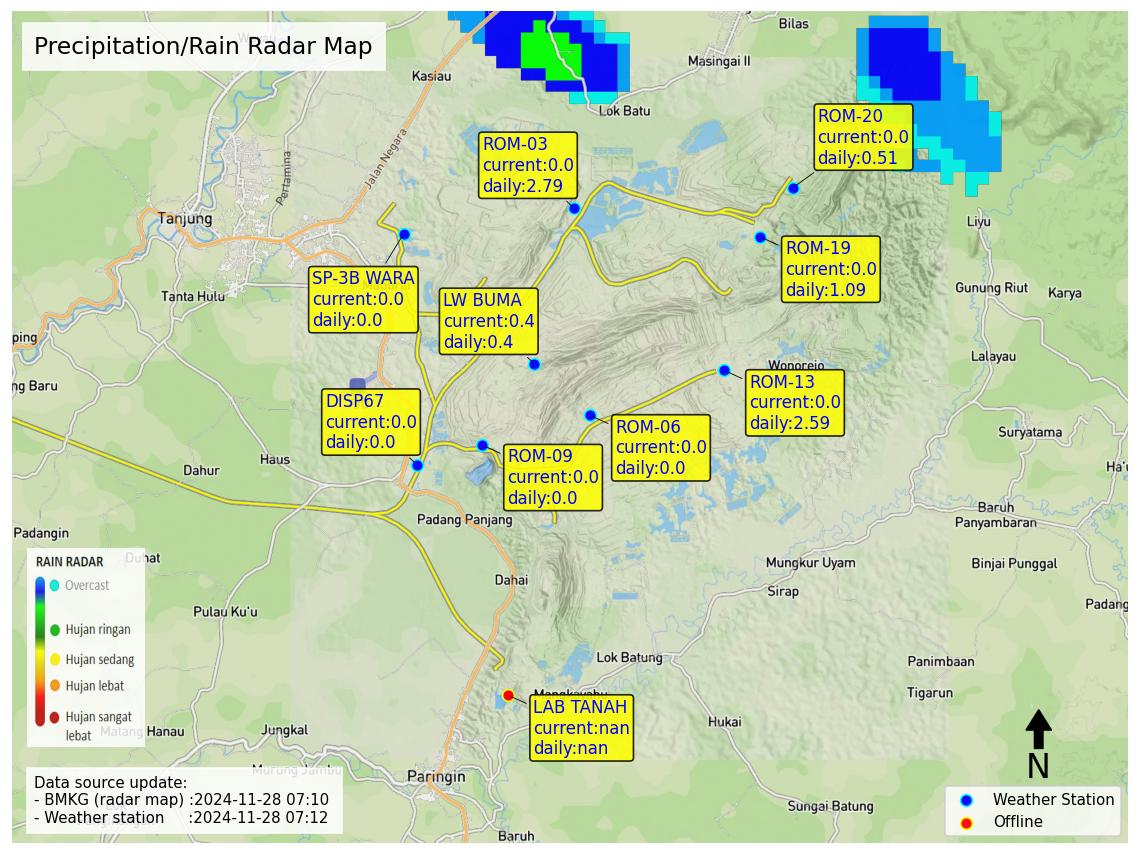 Precipitation/Rain Radar Map
Bilas
Masingai II
Kasiau
Lok Batu
Jalan Negara
Pertamina
Tanjung
Tanta Hulu
ROM-03
current:0.0
daily:2.79
ROM-20
current:0.0
daily:0.51
ROM-19
current:0.0
daily:1.09
SP-3B WARA
current:0.0
daily:0.0
LW BUMA
current:0.4
daily:0.4
Liyu
Gunung Riut
Karya
Lalayau
ping
ng Baru
Wonorejo
ROM-13
current:0.0
daily:2.59
DISP67
current:0.0
daily:0.0
ROM-06
current:0.0
daily:0.0
ROM-09
current:0.0
daily:0.0
Suryatama
Ha'u
Dahur
Haus
Padang Panjang
Baruh
Panyambaran
Padangin
Duhat
Dahai
Mungkur Uyam
Binjai Punggal
Sirap
Padang
Pulau Ku'u
RAIN RADAR
Overcast
Hujan ringan
Hujan sedang
Hujan lebat
Hujan sangat
lebat
Lok Batung
Panimbaan
Tigarun
Mangkayahu
LAB TANAH
current:nan
daily:nan
Matang Hanau
Jungkal
Hukai
Murung Jambu
Paringin
Sungai Batung
Baruh
Data source update:
- BMKG (radar map) :2024-11-28 07:10
- Weather station :2024-11-28 07:12
N
Weather Station
Offline